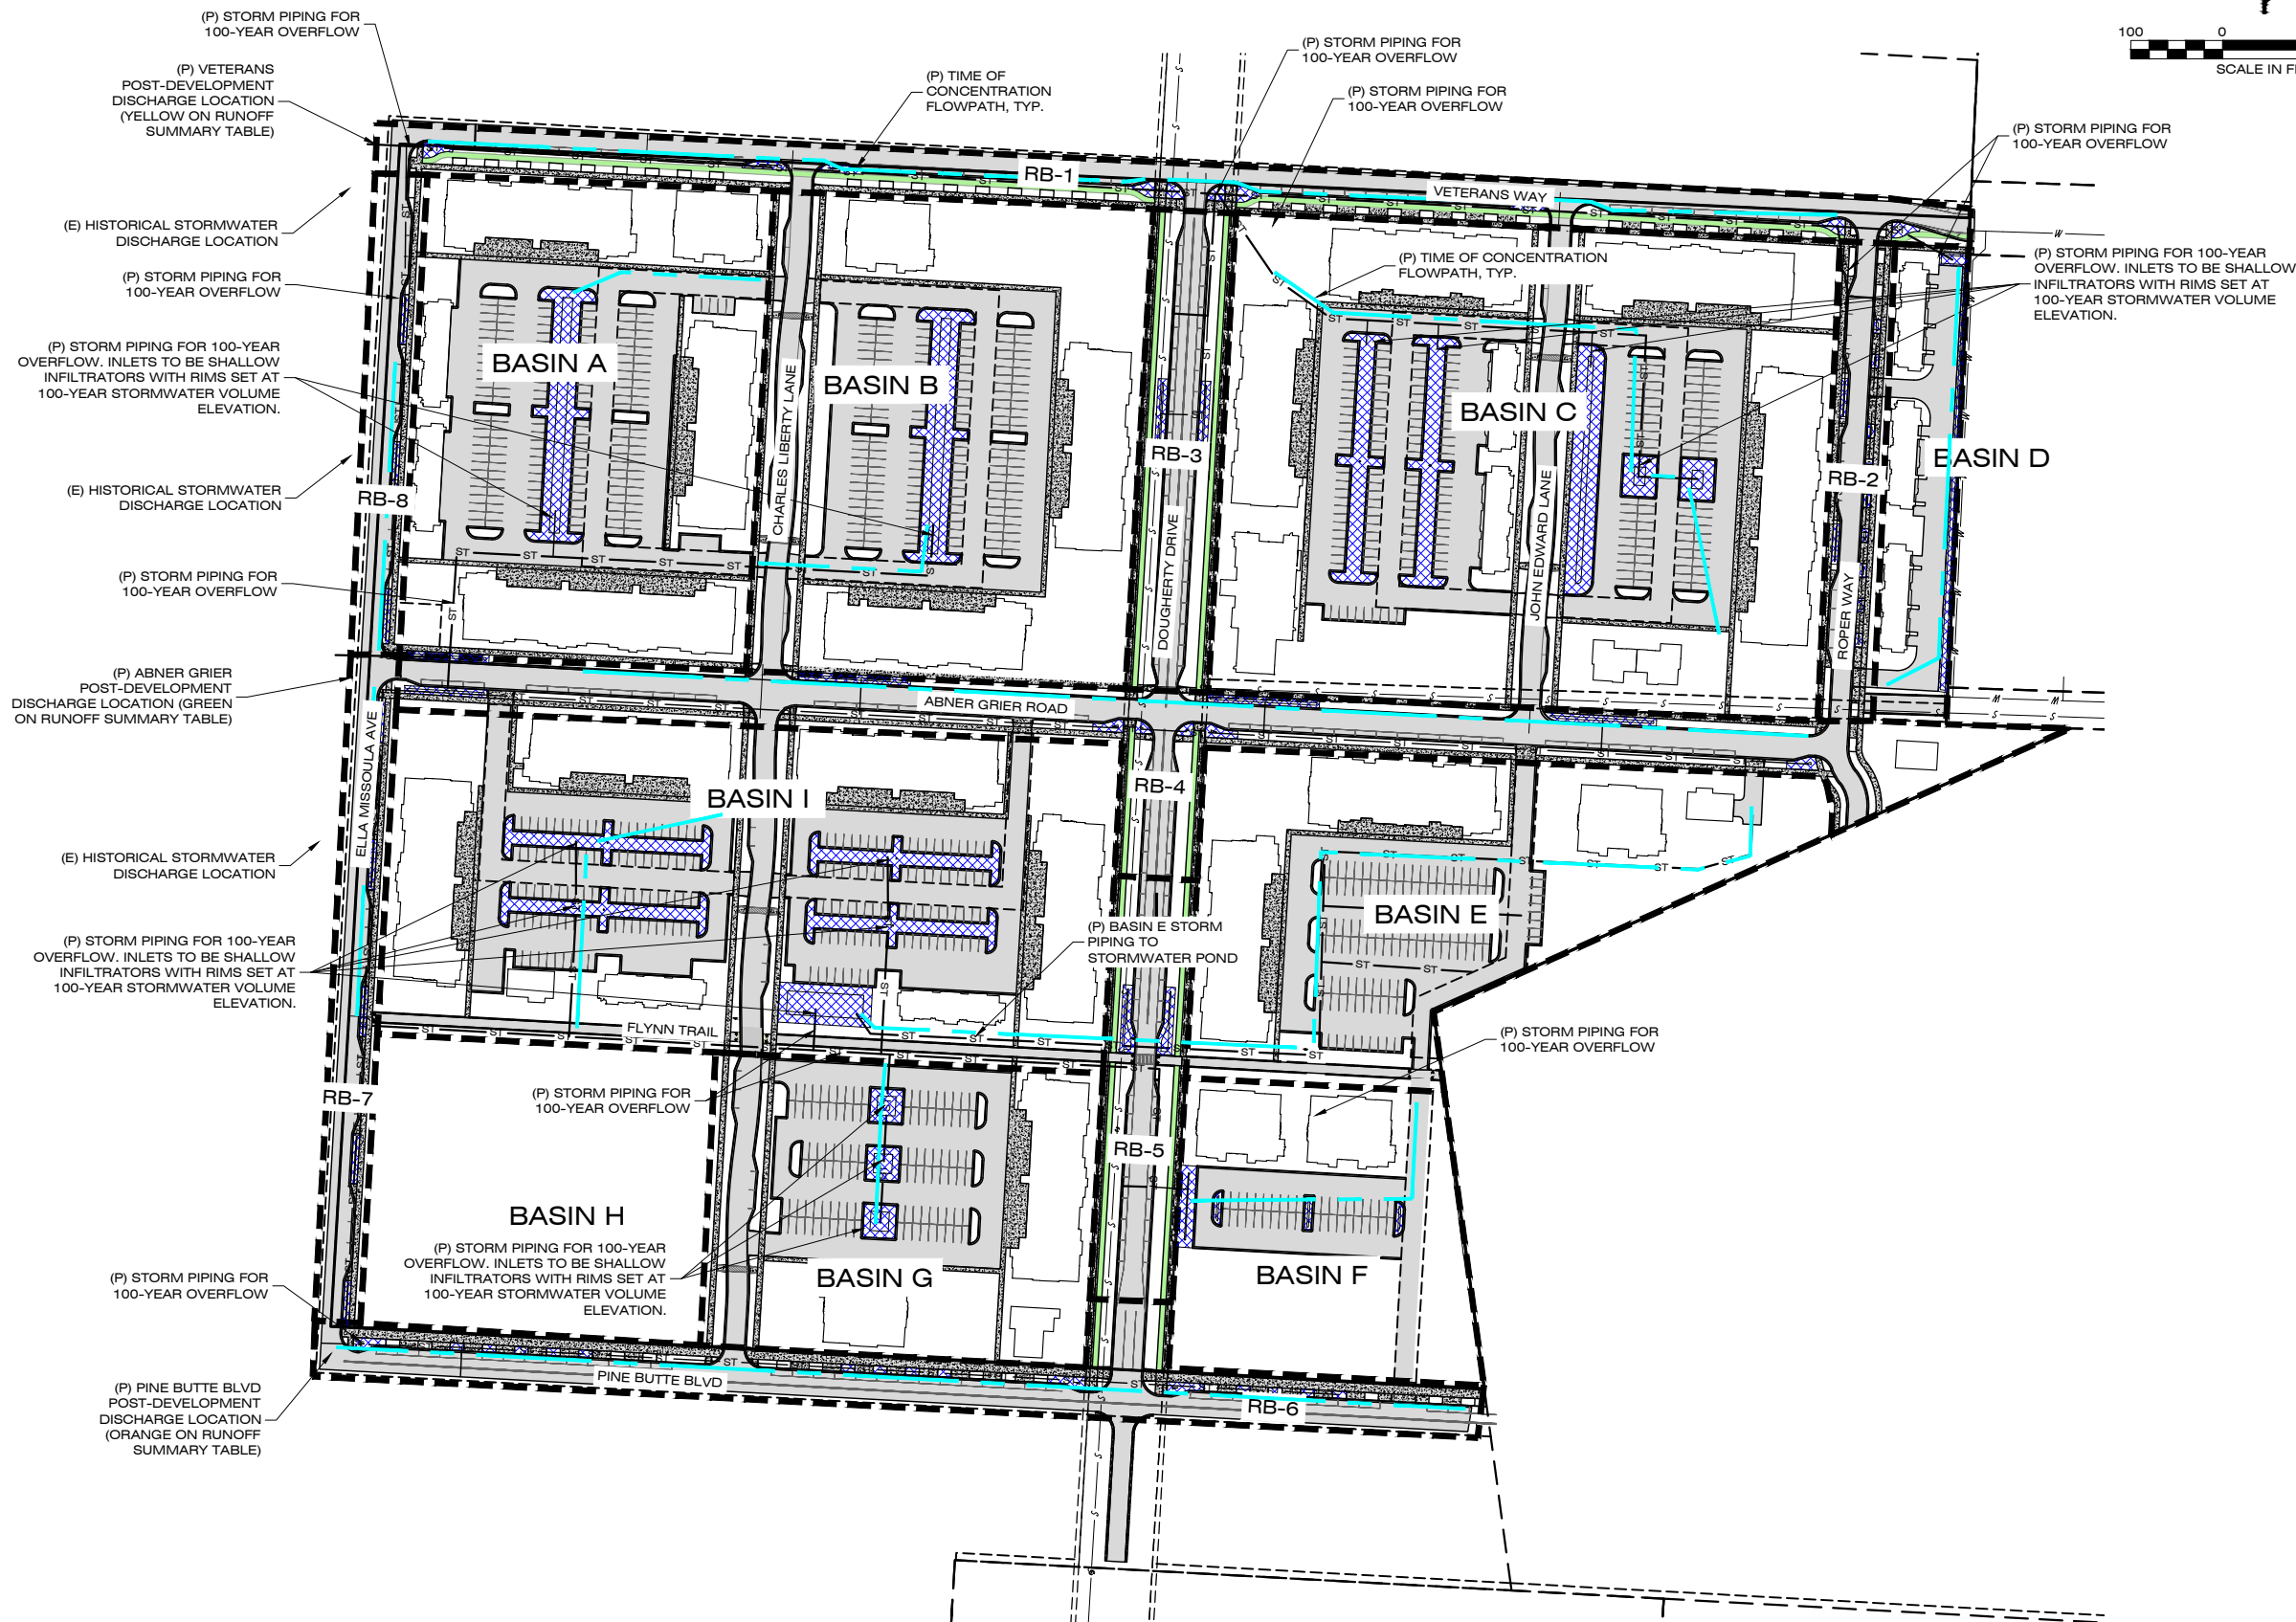 100 0
SCALE IN F
(P) STORM PIPING FOR
100-YEAR OVERFLOW
(P) VETERANS
POST-DEVELOPMENT
DISCHARGE LOCATION
(YELLOW ON RUNOFF
SUMMARY TABLE)
(P) TIME OF
CONCENTRATION
FLOWPATH, TYP.
(P) STORM PIPING FOR
100-YEAR OVERFLOW
(P) STORM PIPING FOR
100-YEAR OVERFLOW
(P) STORM PIPING FOR
100-YEAR OVERFLOW
RB-1
VETERANS WAY
(E) HISTORICAL STORMWATER
DISCHARGE LOCATION
(P) STORM PIPING FOR
100-YEAR OVERFLOW
(P) TIME OF CONCENTRATION
FLOWPATH, TYP.
(P) STORM PIPING FOR 100-YEAR
OVERFLOW. INLETS TO BE SHALLOW
INFILTRATORS WITH RIMS SET AT
100-YEAR STORMWATER VOLUME
ELEVATION.
(P) STORM PIPING FOR 100-YEAR
OVERFLOW. INLETS TO BE SHALLOW
INFILTRATORS WITH RIMS SET AT
100-YEAR STORMWATER VOLUME
ELEVATION.
BASIN A
BASIN B
BASIN C
BASIN D
CHARLES LIBERTY LANE
RB-3
RB-2
RB-8
(E) HISTORICAL STORMWATER
DISCHARGE LOCATION
DOUGHERTY DRIVE
JOHN EDWARD LANE
ROPER WAY
(P) STORM PIPING FOR
100-YEAR OVERFLOW
(P) ABNER GRIER
POST-DEVELOPMENT
DISCHARGE LOCATION (GREEN
ON RUNOFF SUMMARY TABLE)
ABNER GRIER ROAD
ELLA MISSOULA AVE
BASIN I
RB-4
(E) HISTORICAL STORMWATER
DISCHARGE LOCATION
BASIN E
(P) BASIN E STORM
PIPING TO
STORMWATER POND
(P) STORM PIPING FOR 100-YEAR
OVERFLOW. INLETS TO BE SHALLOW
INFILTRATORS WITH RIMS SET AT
100-YEAR STORMWATER VOLUME
ELEVATION.
FLYNN TRAIL
(P) STORM PIPING FOR
100-YEAR OVERFLOW
RB-7
(P) STORM PIPING FOR
100-YEAR OVERFLOW
RB-5
BASIN H
(P) STORM PIPING FOR 100-YEAR
OVERFLOW. INLETS TO BE SHALLOW
INFILTRATORS WITH RIMS SET AT
100-YEAR STORMWATER VOLUME
ELEVATION.
BASIN G
BASIN F
(P) STORM PIPING FOR
100-YEAR OVERFLOW
(P) PINE BUTTE BLVD
POST-DEVELOPMENT
DISCHARGE LOCATION
(ORANGE ON RUNOFF
SUMMARY TABLE)
PINE BUTTE BLVD
RB-6